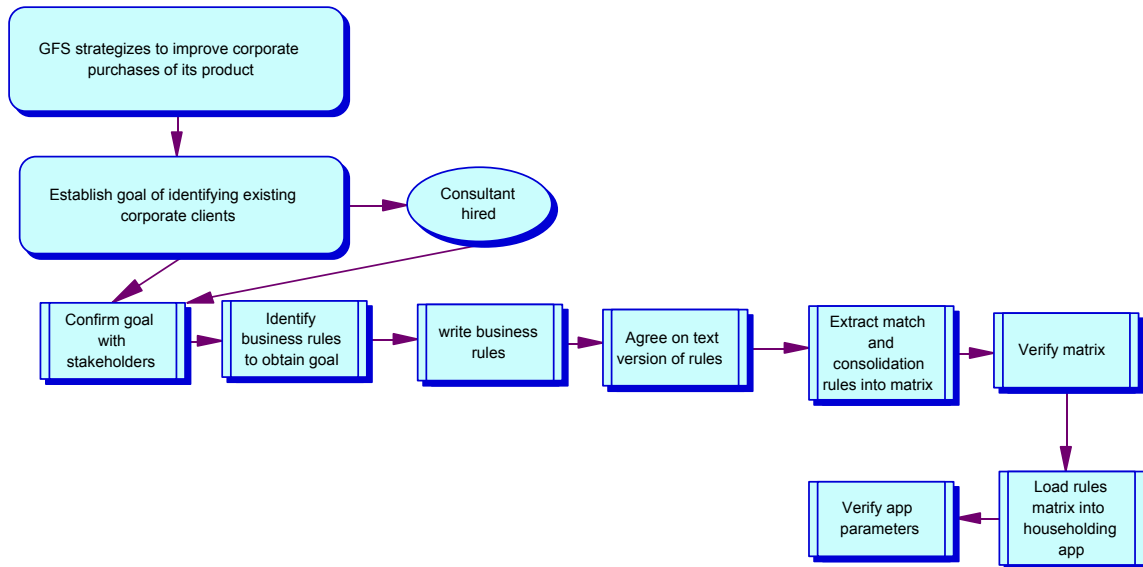 GFS strategizes to improve corporate
purchases of its product
Establish goal of identifying existing
corporate clients
Consultant
hired
Confirm goal
with
stakeholders
Identify
business rules
to obtain goal
write business
rules
Agree on text
version of rules
Extract match
and
consolidation
rules into matrix
Verify matrix
Load rules
matrix into
householding
app
Verify app
parameters